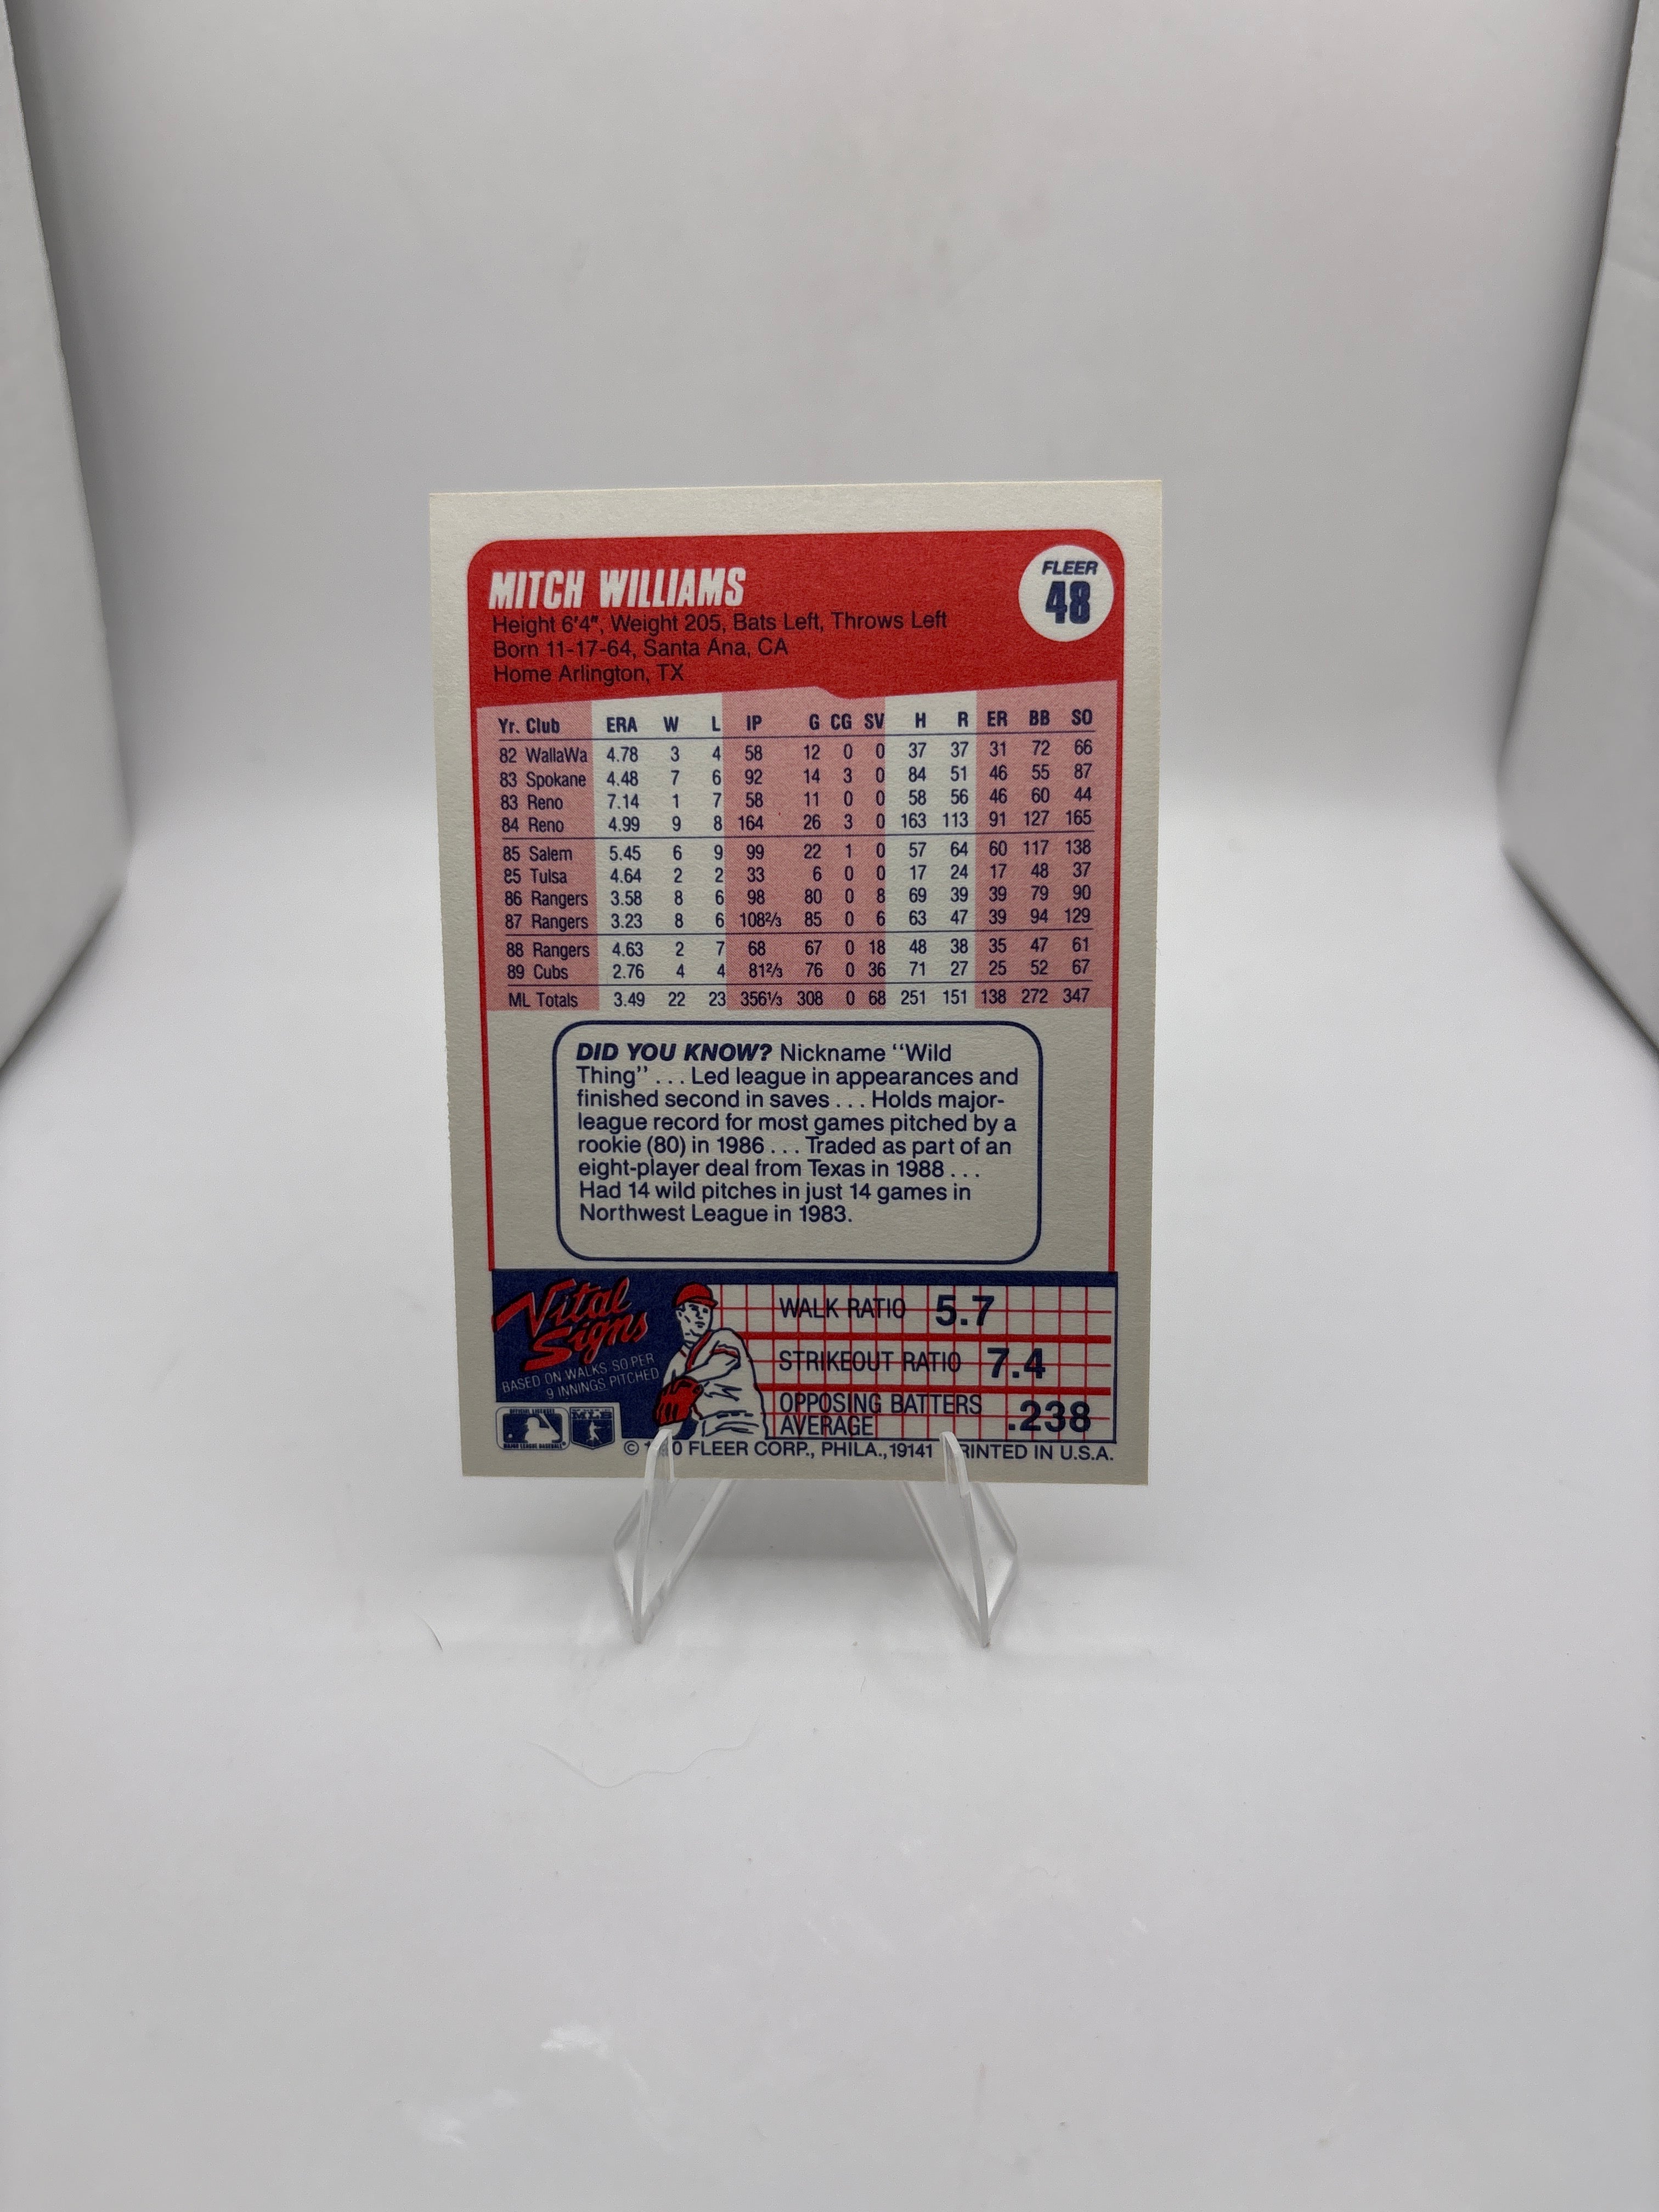 MITCH WILLIAMS
FLEER
48
Height 6'4", Weight 205, Bats Left, Throws Left
Born 11-17-64, Santa Ana, CA
Home Arlington, TX
Yr. Club ERA W L IP G CG SV H R ER BB SO
82 WallaWa 4.78 3 4 58 12 0 0 37 37 31 72 66
83 Spokane 4.48 7 6 92 14 3 0 84 51 46 55 87
83 Reno 7.14 1 7 58 11 0 0 58 56 46 60 44
84 Reno 4.99 9 8 164 26 3 0 163 113 91 127 165
85 Salem 5.45 6 9 99 22 1 0 57 64 60 117 138
85 Tulsa 4.64 2 2 33 6 0 0 17 24 17 48 37
86 Rangers 3.58 8 6 98 80 0 8 69 39 39 79 90
87 Rangers 3.23 8 6 108⅔ 85 0 6 63 47 39 94 129
88 Rangers 4.63 2 7 68 67 0 18 48 38 35 47 61
89 Cubs 2.76 4 4 81⅔ 76 0 36 71 27 25 52 67
ML Totals 3.49 22 23 356⅓ 308 0 68 251 151 138 272 347
DID YOU KNOW? Nickname "Wild
Thing" . . . Led league in appearances and
finished second in saves . . . Holds major-
league record for most games pitched by a
rookie (80) in 1986 . . . Traded as part of an
eight-player deal from Texas in 1988 . . .
Had 14 wild pitches in just 14 games in
Northwest League in 1983.
Vital
Signs
BASED ON WALKS, SO PER
9 INNINGS PITCHED
WALK RATIO 5.7
STRIKEOUT RATIO 7.4
OPPOSING BATTERS
AVERAGE .238
MLS
© FLEER CORP., PHILA., 19141 PRINTED IN U.S.A.